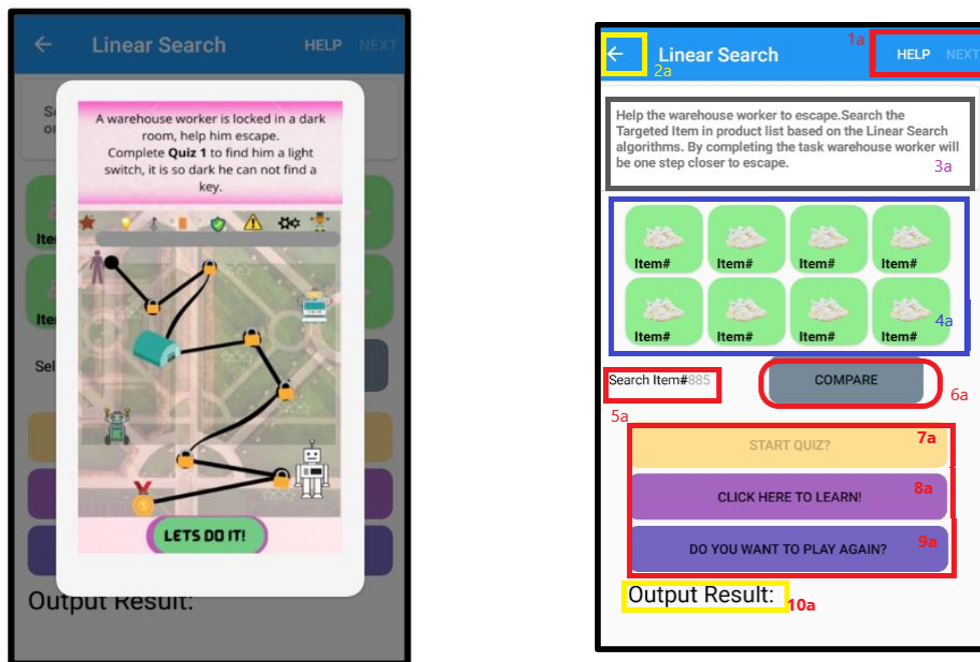 Linear Search
HELP NEXT
A warehouse worker is locked in a dark
room, help him escape.
Complete Quiz 1 to find him a light
switch, it is so dark he can not find a
key.
Item
Item
Sel
LETS DO IT!
Output Result:
1a
Linear Search
HELP NEXT
2a
Help the warehouse worker to escape.Search the
Targeted Item in product list based on the Linear Search
algorithms. By completing the task warehouse worker will
be one step closer to escape.
3a
Item# Item# Item# Item#
4a
Item# Item# Item# Item#
Search Item#885
COMPARE
6a
5a
START QUIZ?
7a
CLICK HERE TO LEARN!
8a
DO YOU WANT TO PLAY AGAIN?
9a
Output Result:
10a